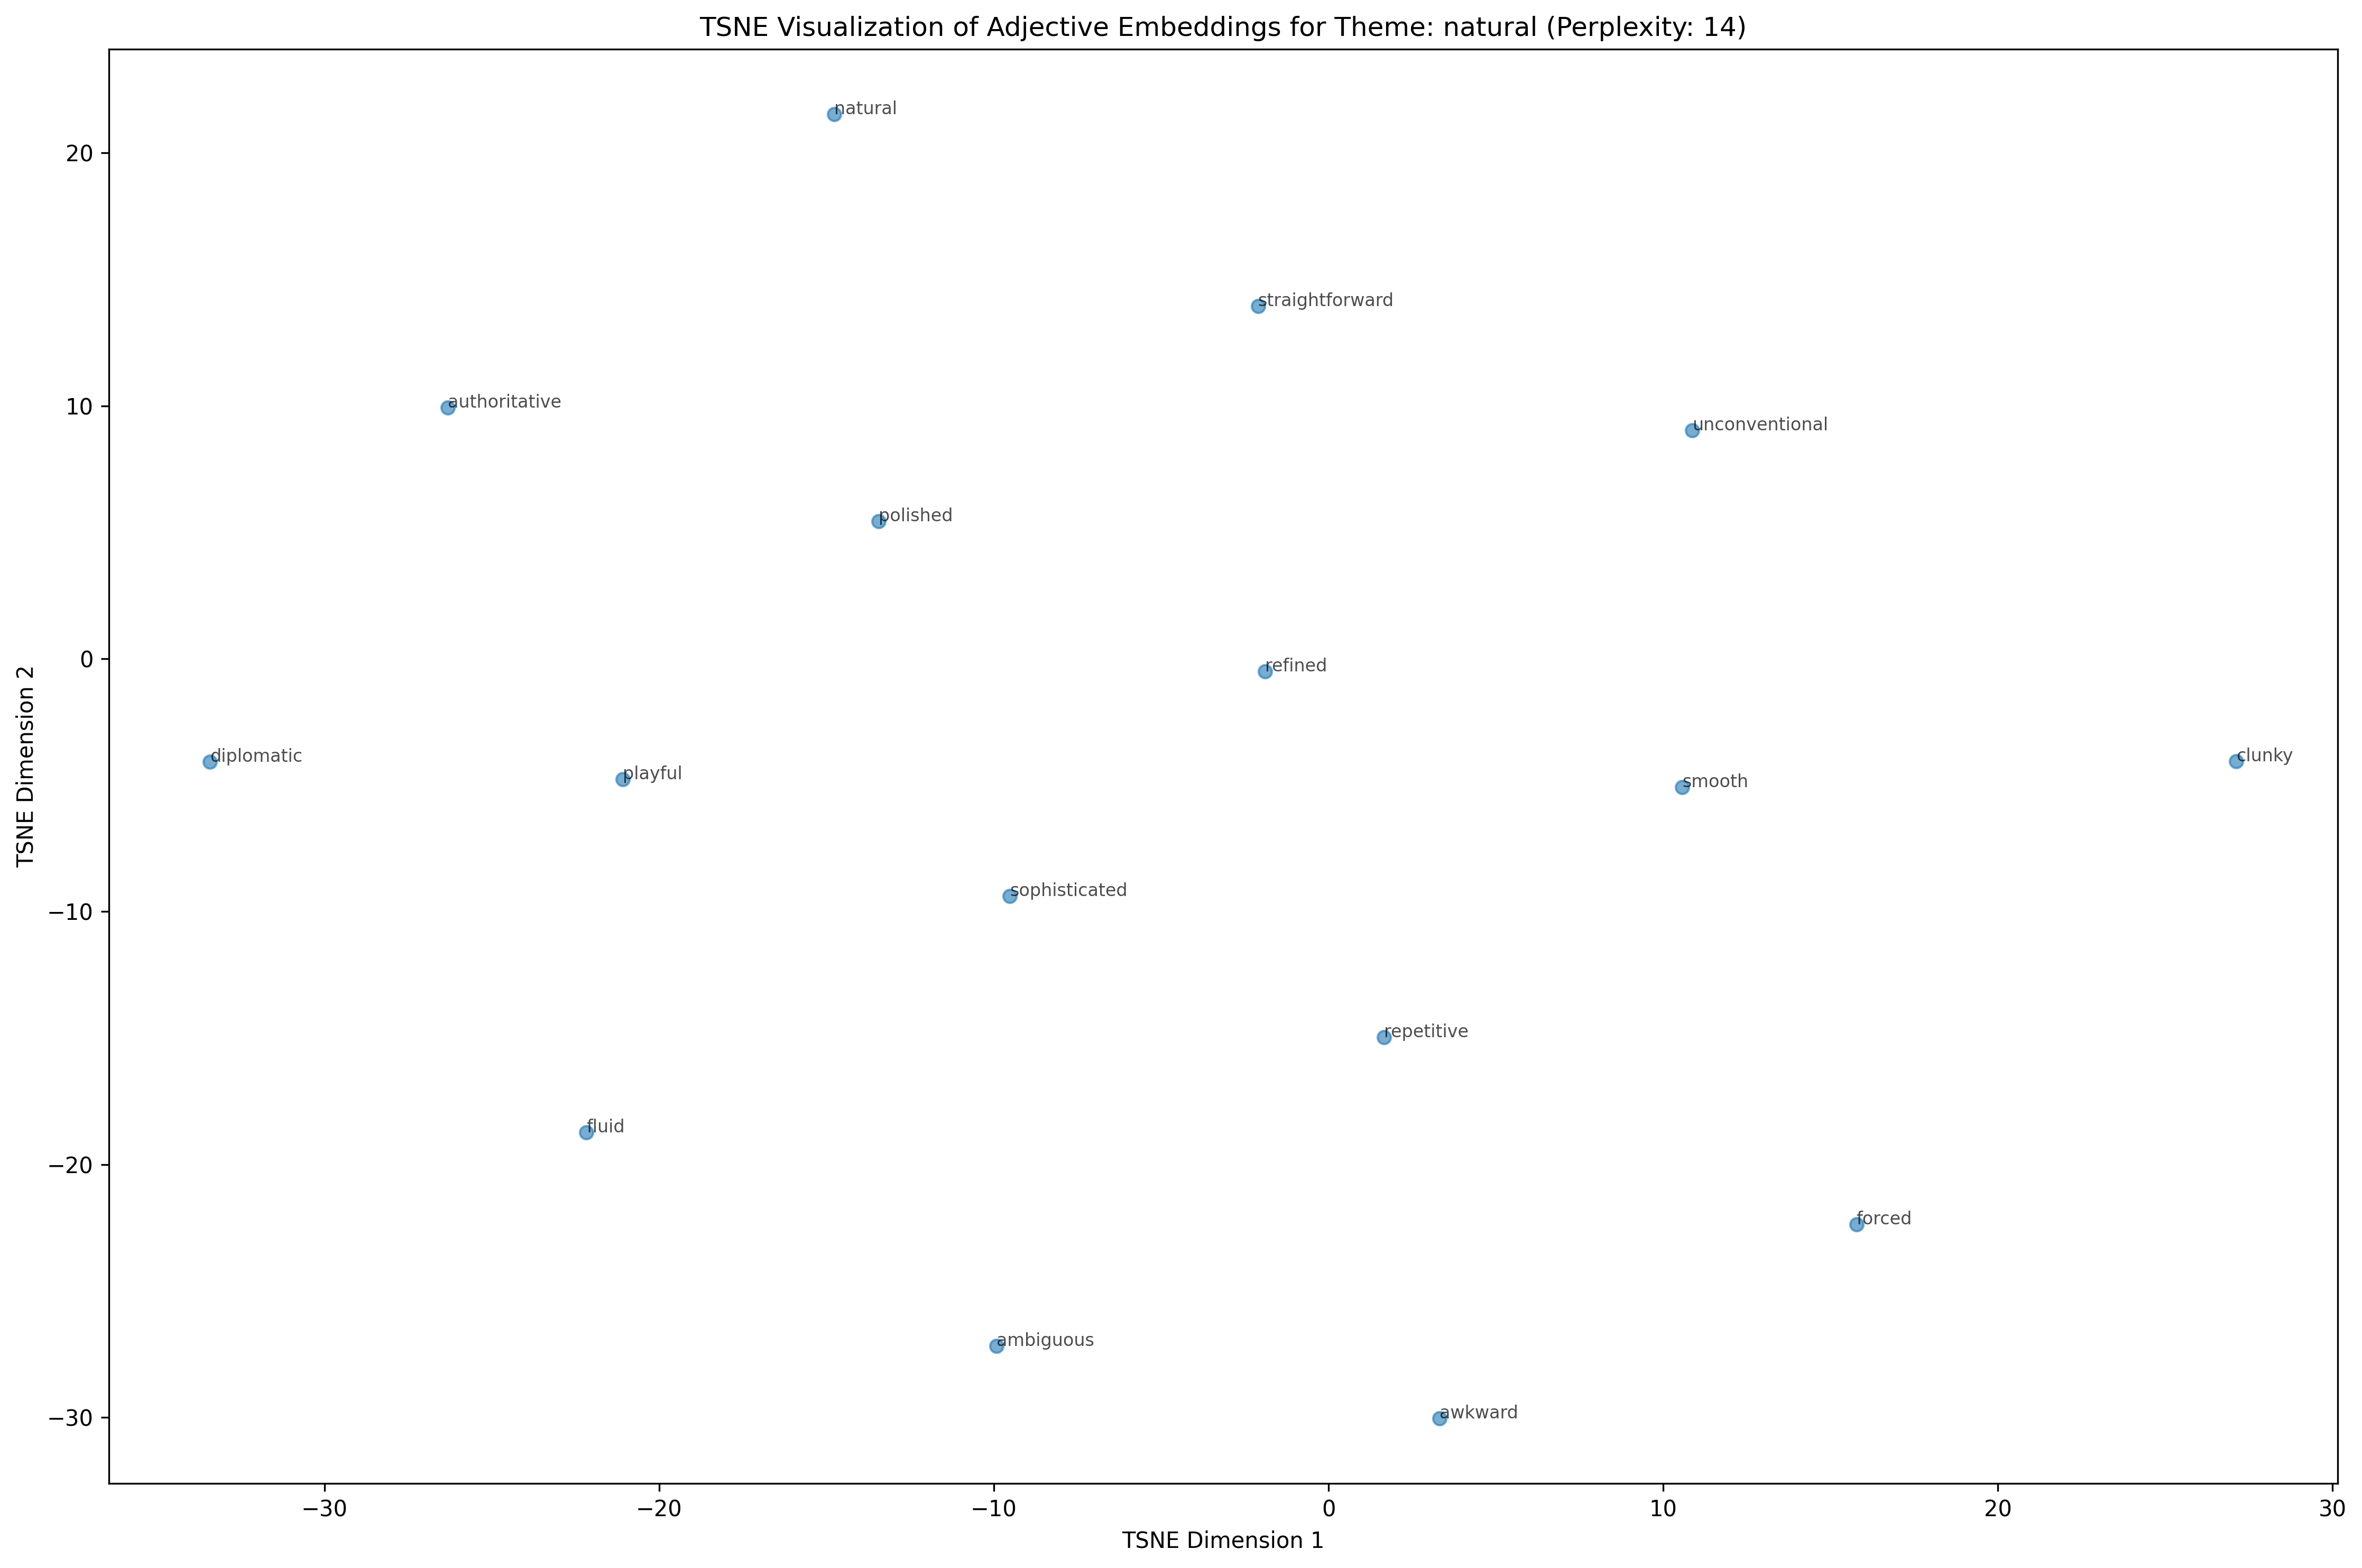 TSNE Visualization of Adjective Embeddings for Theme: natural (Perplexity: 14)
natural
straightforward
authoritative
unconventional
polished
refined
diplomatic
playful
smooth
clunky
sophisticated
repetitive
fluid
forced
ambiguous
awkward
20
10
0
−10
−20
−30
TSNE Dimension 2
−30
−20
−10
0
10
20
30
TSNE Dimension 1